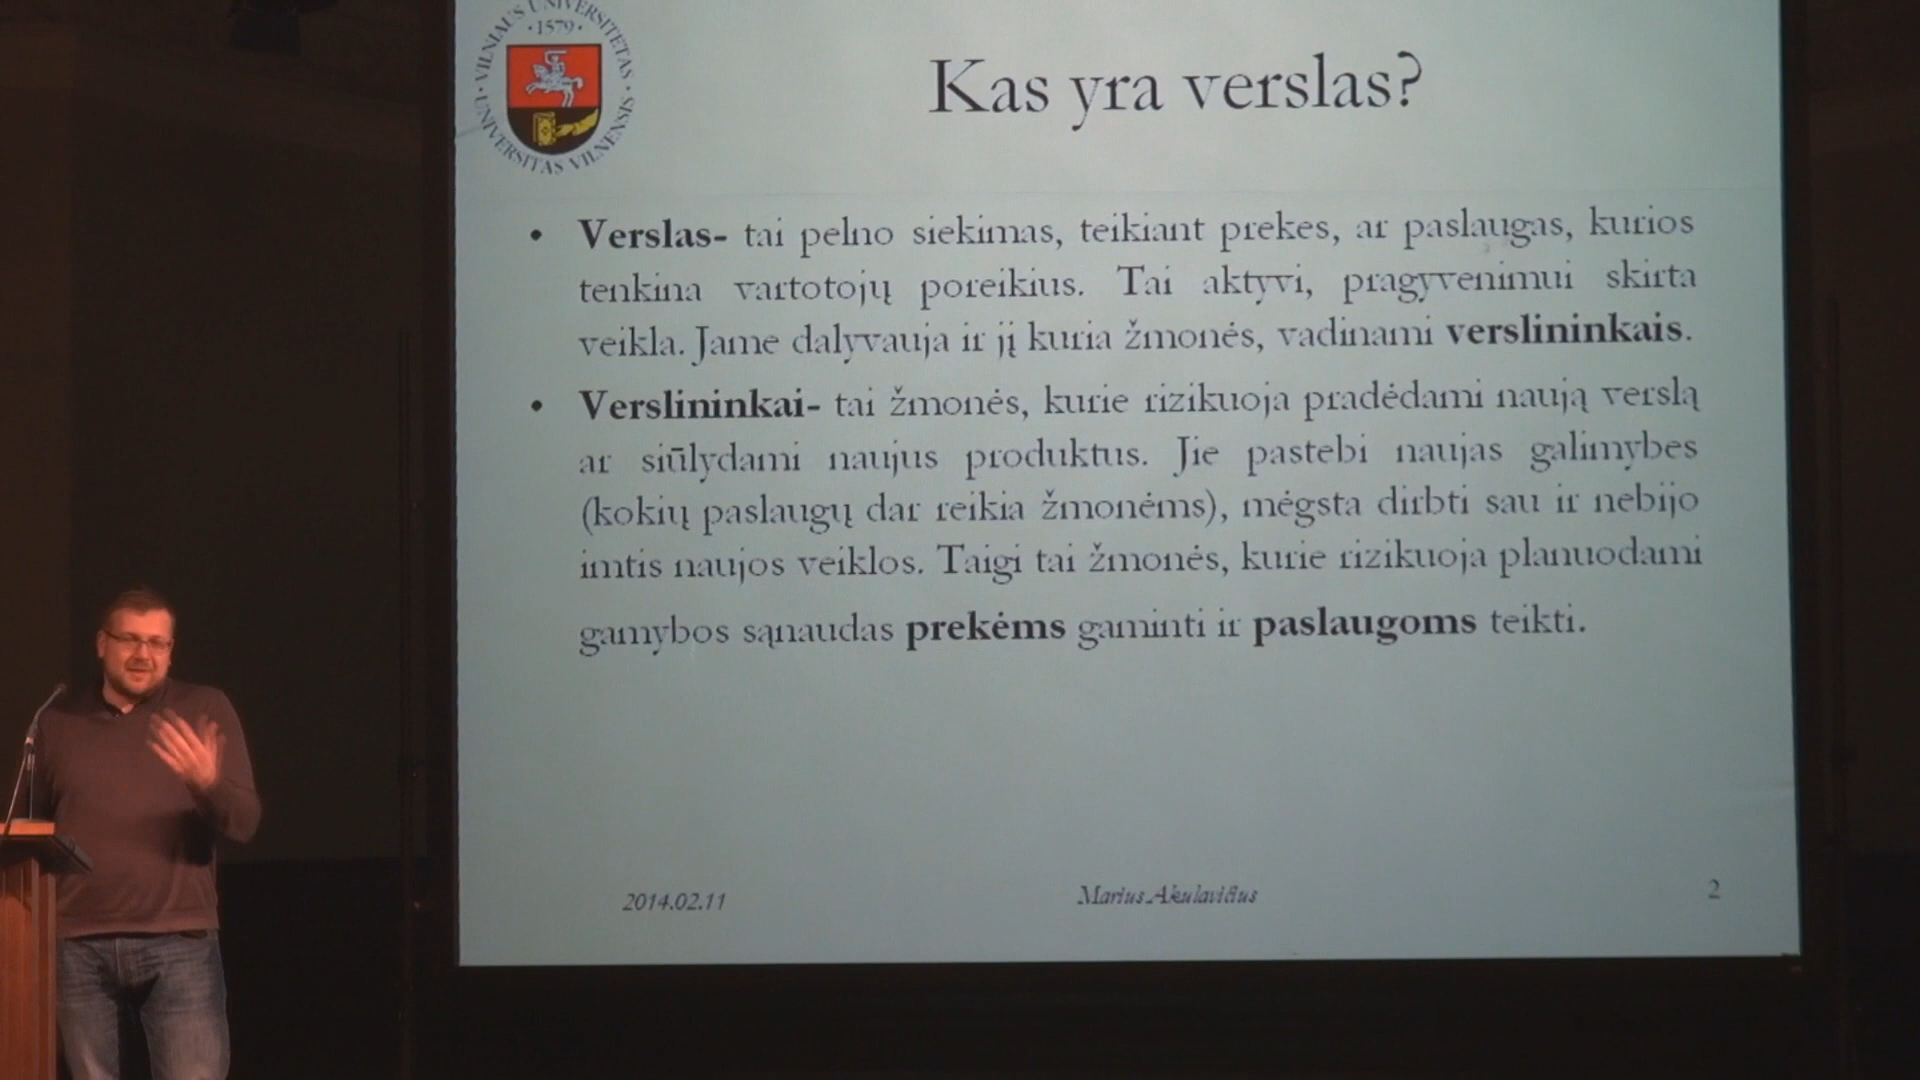 VILNIAUS UNIVERSITETAS
·1579·
UNIVERSITAS VILNENSIS
Kas yra verslas?
• Verslas- tai pelno siekimas, teikiant prekes, ar paslaugas, kurios
tenkina vartotojų poreikius. Tai aktyvi, pragyvenimui skirta
veikla. Jame dalyvauja ir jį kuria žmonės, vadinami verslininkais.
• Verslininkai- tai žmonės, kurie rizikuoja pradėdami naują verslą
ar siūlydami naujus produktus. Jie pastebi naujas galimybes
(kokių paslaugų dar reikia žmonėms), mėgsta dirbti sau ir nebijo
imtis naujos veiklos. Taigi tai žmonės, kurie rizikuoja planuodami
gamybos sąnaudas prekėms gaminti ir paslaugoms teikti.
2014.02.11
Marius Akulavičius
2